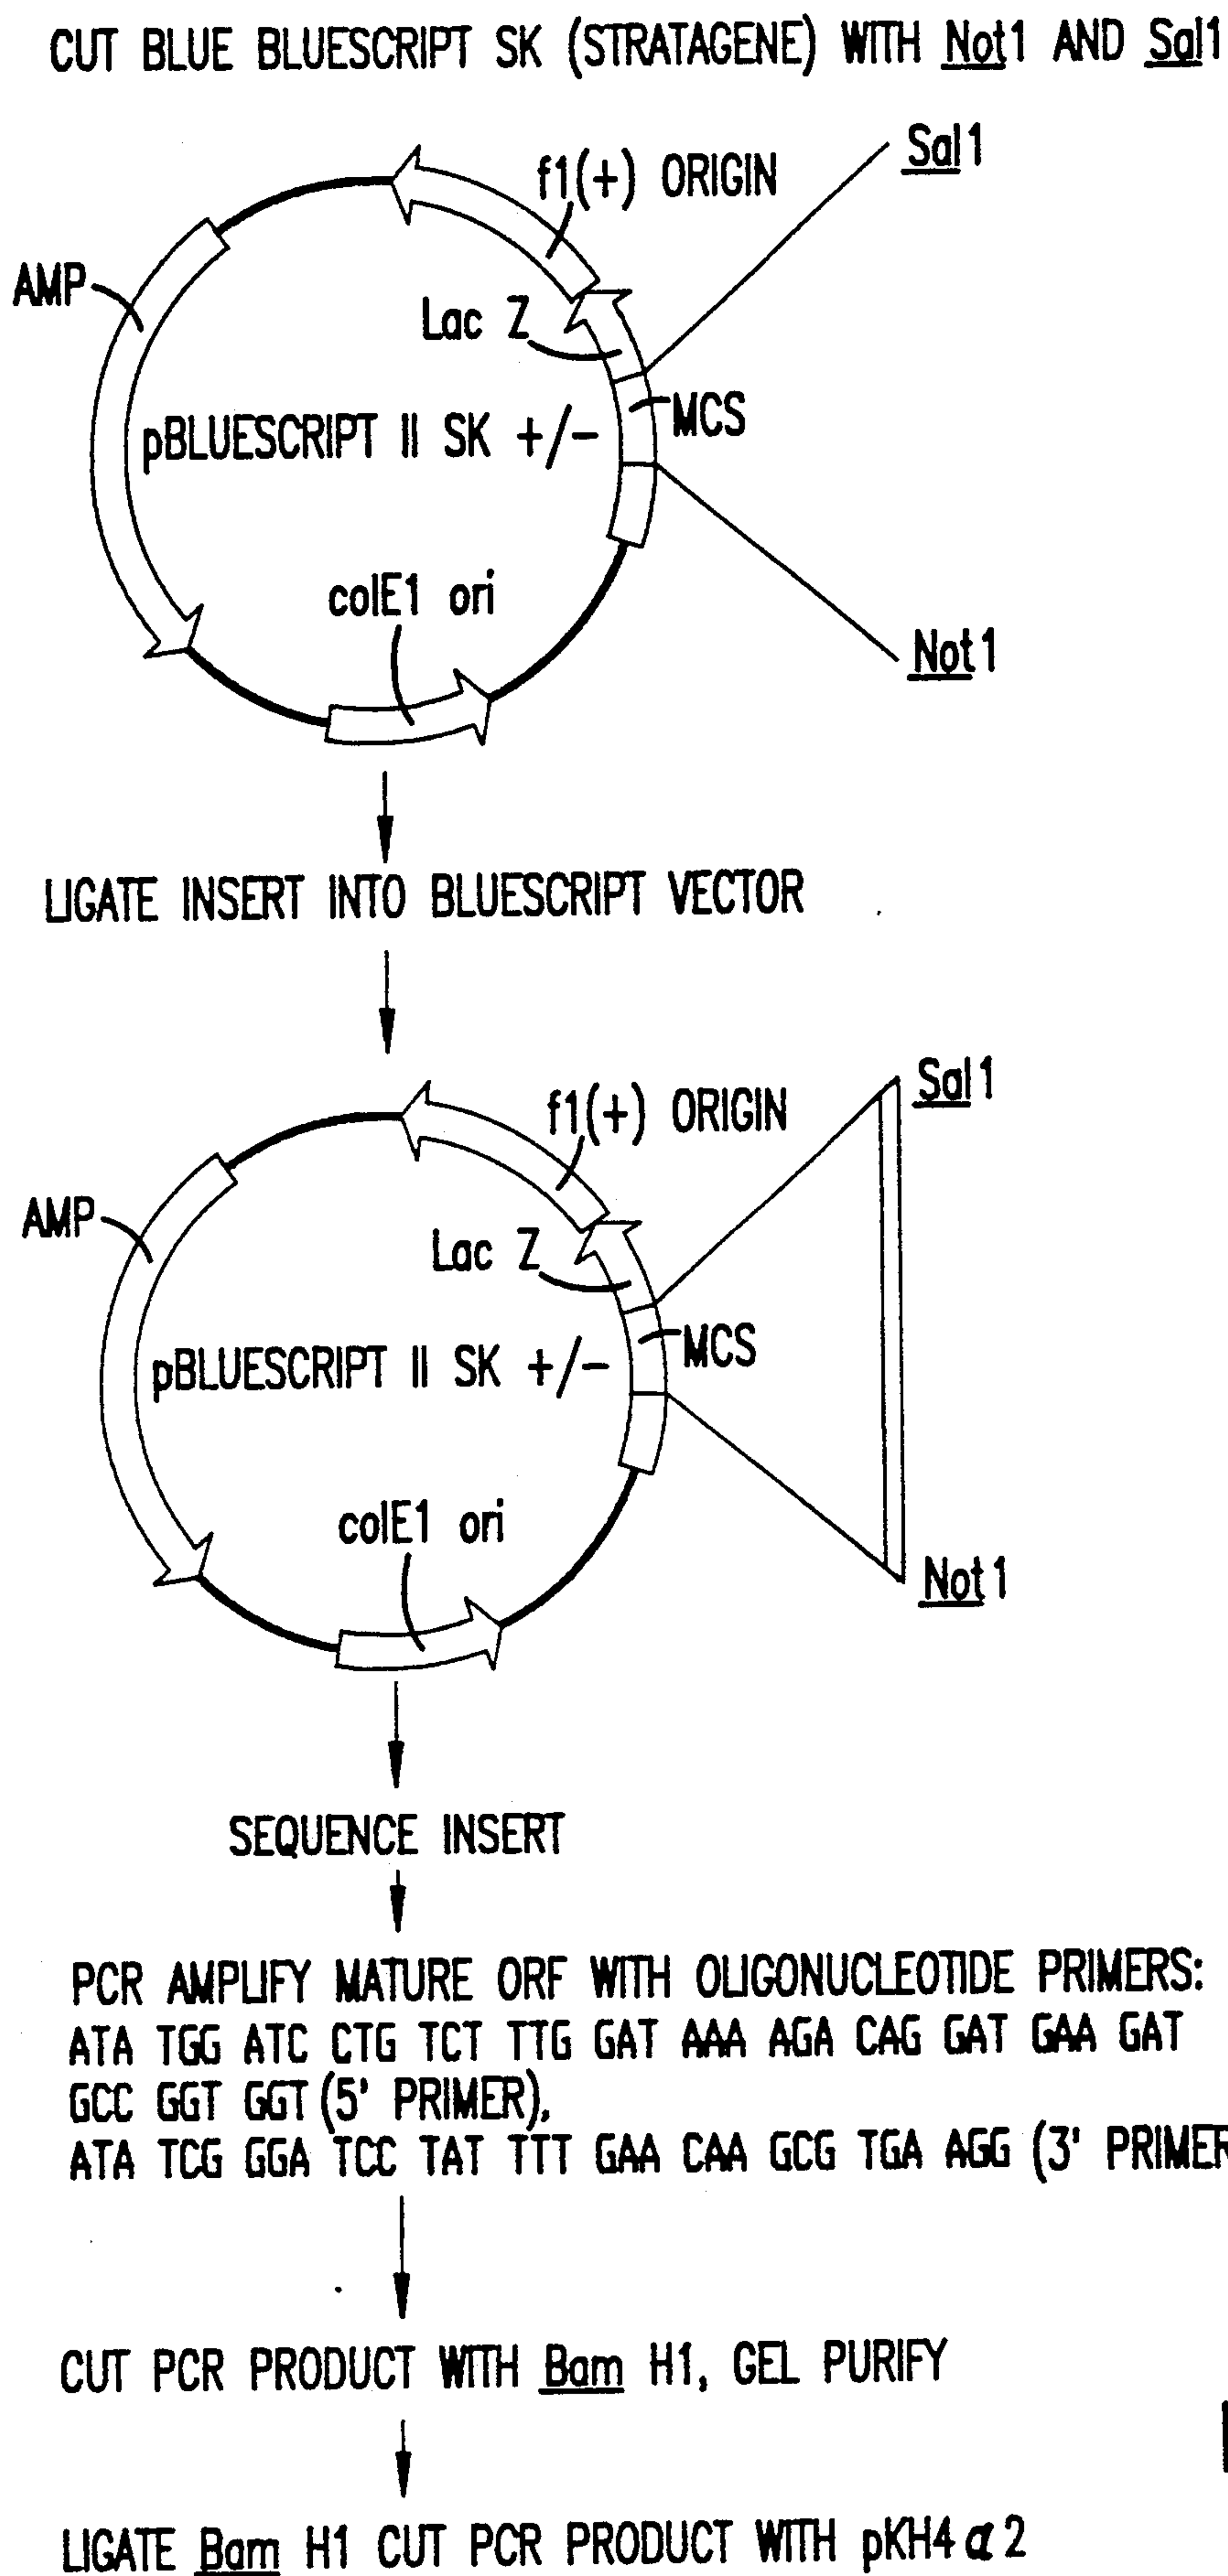 CUT BLUE BLUESCRIPT SK (STRATAGENE) WITH Not1 AND Sal1
Sal1
f1(+) ORIGIN
AMP
Lac Z
MCS
pBLUESCRIPT II SK +/-
colE1 ori
Not1
LIGATE INSERT INTO BLUESCRIPT VECTOR
Sal1
f1(+) ORIGIN
AMP
Lac Z
MCS
pBLUESCRIPT II SK +/-
colE1 ori
Not1
SEQUENCE INSERT
PCR AMPLIFY MATURE ORF WITH OLIGONUCLEOTIDE PRIMERS:
ATA TGG ATC CTG TCT TTG GAT AAA AGA CAG GAT GAA GAT
GCC GGT GGT (5' PRIMER),
ATA TCG GGA TCC TAT TTT GAA CAA GCG TGA AGG (3' PRIMER
CUT PCR PRODUCT WITH Bam H1, GEL PURIFY
LIGATE Bam H1 CUT PCR PRODUCT WITH pKH4α2